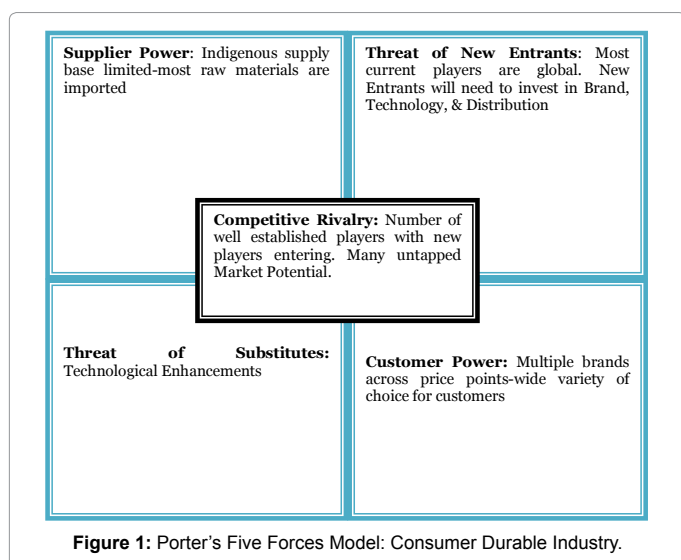 Supplier Power: Indigenous supply
base limited-most raw materials are
imported
Threat of New Entrants: Most
current players are global. New
Entrants will need to invest in Brand,
Technology, & Distribution
Competitive Rivalry: Number of
well established players with new
players entering. Many untapped
Market Potential.
Threat of Substitutes:
Technological Enhancements
Customer Power: Multiple brands
across price points-wide variety of
choice for customers
Figure 1: Porter's Five Forces Model: Consumer Durable Industry.